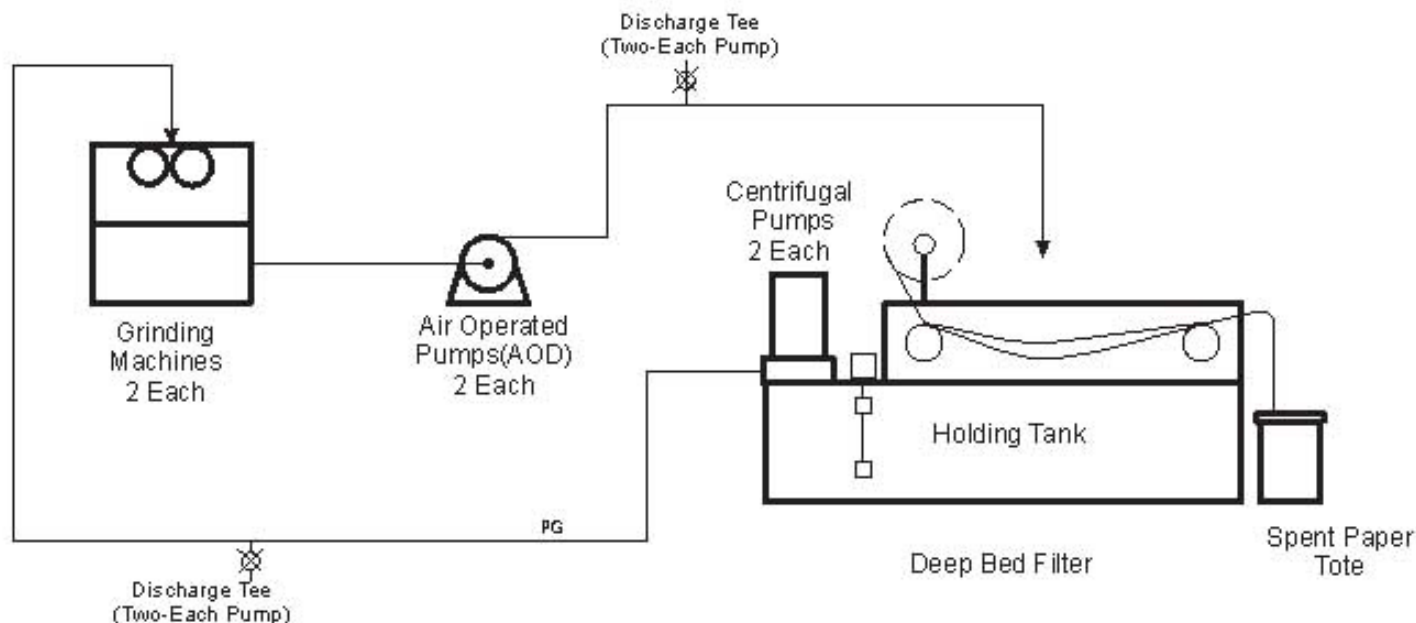 Discharge Tee
(Two-Each Pump)
Centrifugal
Pumps
2 Each
Grinding
Machines
2 Each
Air Operated
Pumps(AOD)
2 Each
Holding Tank
PG
Deep Bed Filter
Spent Paper
Tote
Discharge Tee
(Two-Each Pump)